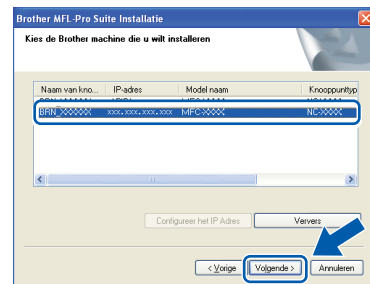 Brother MFL-Pro Suite Installatie
Kies de Brother machine die u wilt installeren
Naam van kno... IP-adres Model naam Knooppunttyp
BRN_XXXXXX xxx.xxx.xxx.xxx MFC-XXXX NC-XXXX
Configureer het IP Adres Ververs
< Vorige Volgende > Annuleren